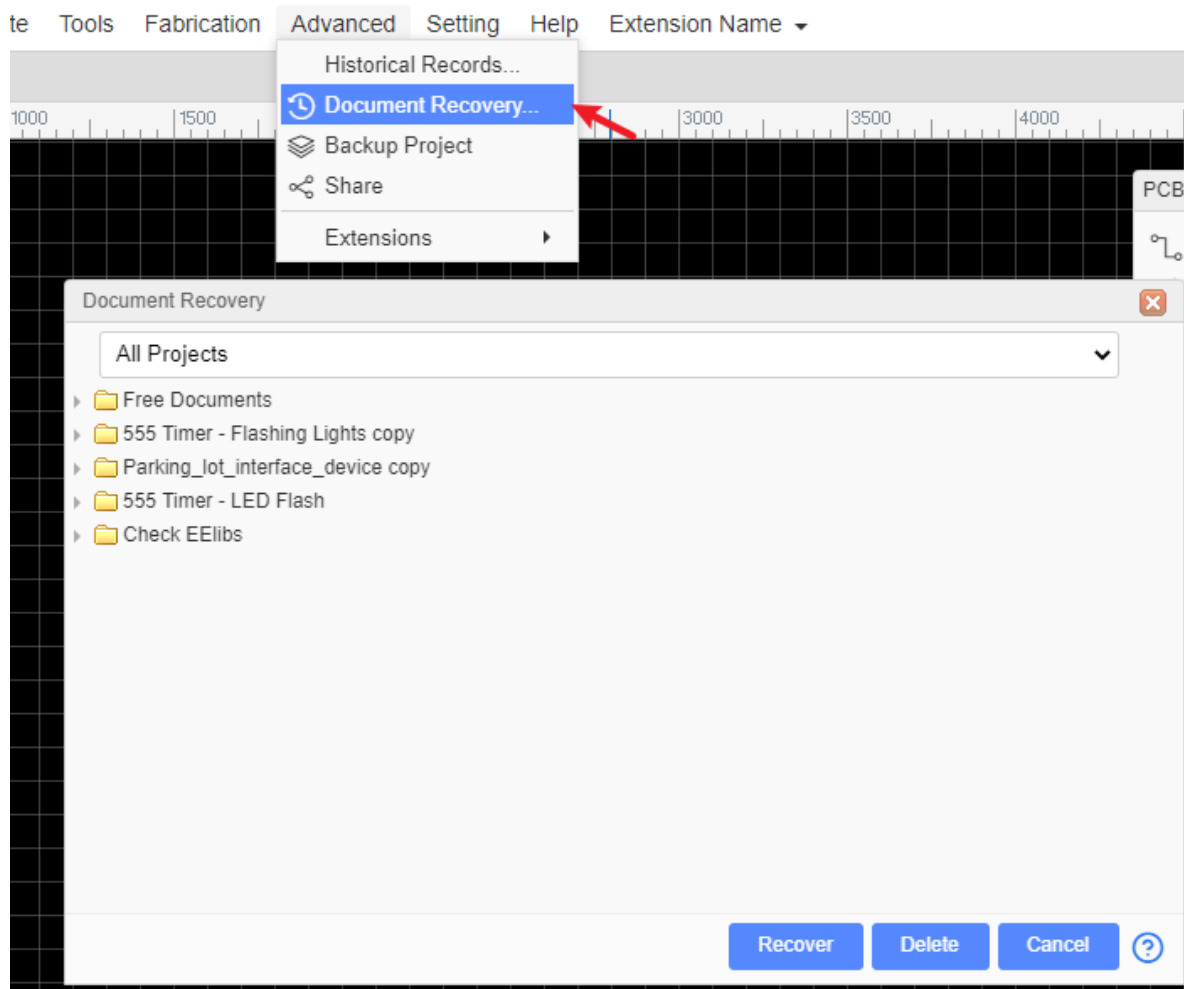 te Tools Fabrication Advanced Setting Help Extension Name
Historical Records...
Document Recovery...
Backup Project
Share
Extensions
1000 1500 3000 3500 4000
PCB
Document Recovery
All Projects
Free Documents
555 Timer - Flashing Lights copy
Parking_lot_interface_device copy
555 Timer - LED Flash
Check EElibs
Recover Delete Cancel ?